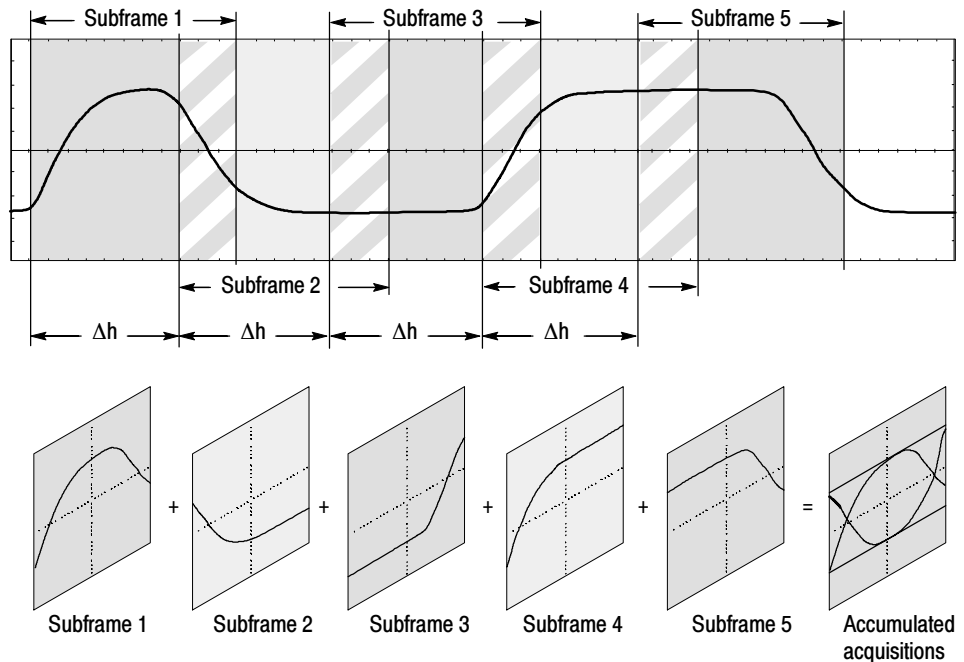 Subframe 1 Subframe 3 Subframe 5
Subframe 2 Subframe 4
Δh Δh Δh Δh
+ + + + =
Subframe 1 Subframe 2 Subframe 3 Subframe 4 Subframe 5 Accumulated
acquisitions